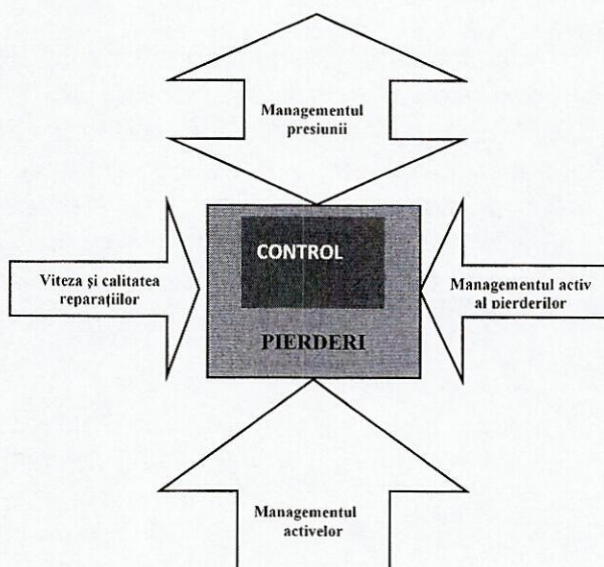 Managementul
presiunii
CONTROL
Viteza și calitatea
reparațiilor
Managementul activ
al pierderilor
PIERDERI
Managementul
activelor